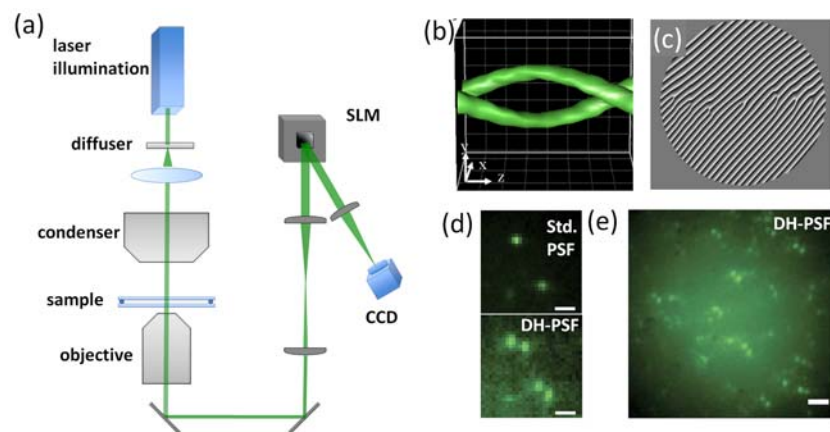 (a)
laser
illumination
diffuser
condenser
sample
objective
SLM
CCD
(b)
y
x
z
(c)
(d)
Std.
PSF
DH-PSF
(e)
DH-PSF